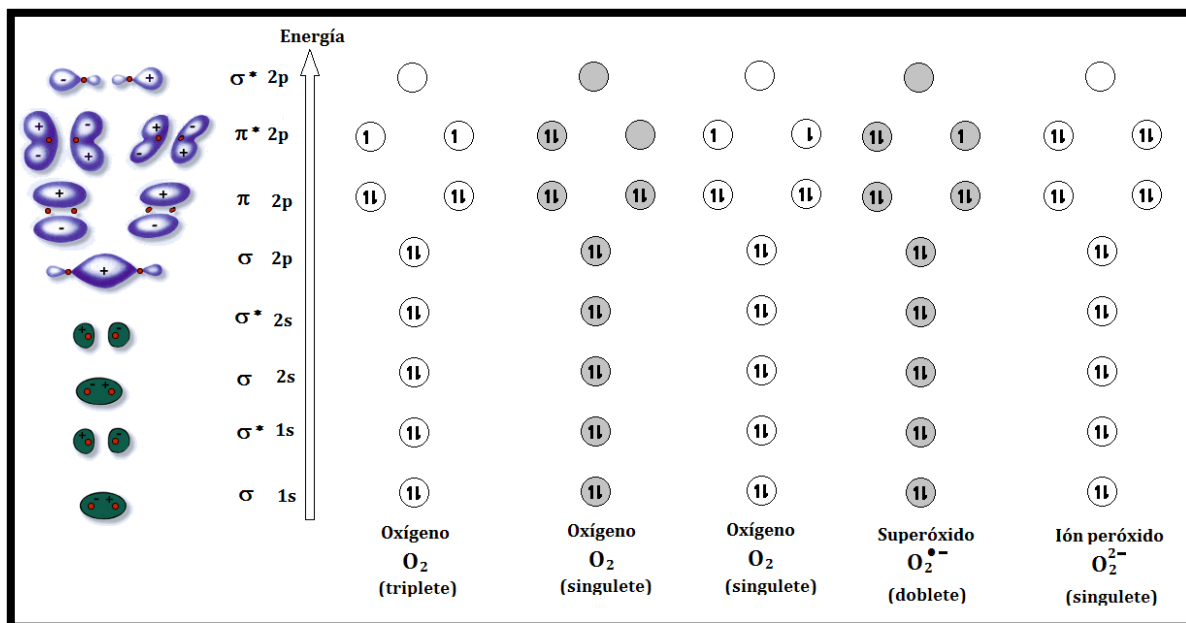 Energía
σ* 2p
π* 2p
π 2p
σ 2p
σ* 2s
σ 2s
σ* 1s
σ 1s
Oxígeno
O₂
(triplete)
Oxígeno
O₂
(singulete)
Oxígeno
O₂
(singulete)
Superóxido
O₂•−
(doblete)
Ión peróxido
O₂²−
(singulete)